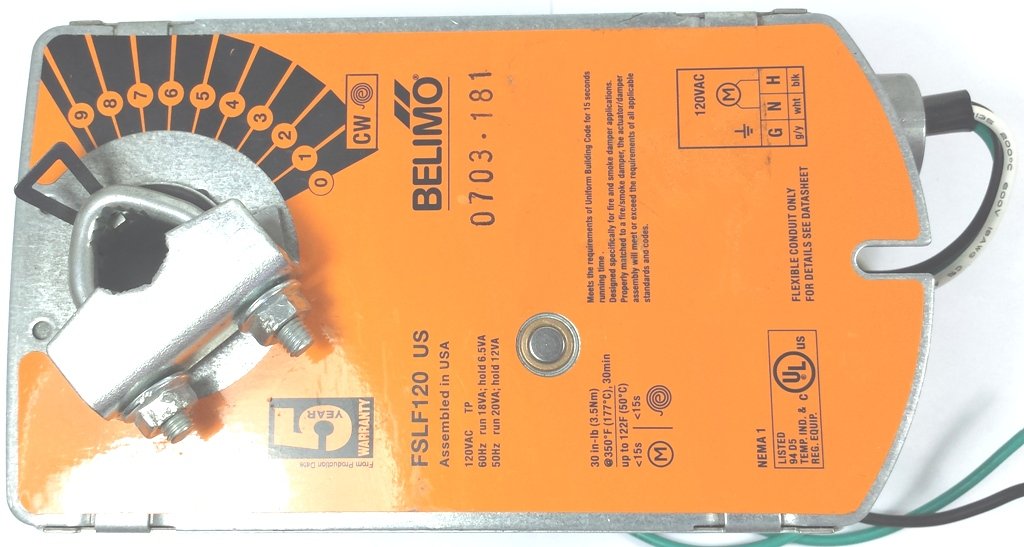 9
8
7
6
5
4
3
2
1
0
CW
BELIMO®
0703·181
120VAC
M
G N H
g/y wht blk
Meets the requirements of Uniform Building Code for 15 seconds
running time.
Designed specifically for fire and smoke damper applications.
Properly matched to a fire/smoke damper, the actuator/damper
assembly will meet or exceed the requirements of all applicable
standards and codes.
FLEXIBLE CONDUIT ONLY
FOR DETAILS SEE DATASHEET
5
YEAR
WARRANTY
From Production Date
FSLF120 US
Assembled in USA
120VAC TP
60Hz run 18VA; hold 6.5VA
50Hz run 20VA; hold 12VA
30 in-lb (3.5Nm)
@350°F (177°C), 30min
up to 122F (50°C)
<15s <15s
M
NEMA 1
LISTED
94 D5
TEMP. IND. &
REG. EQUIP.
C UL US
200°C 600V 18AWG